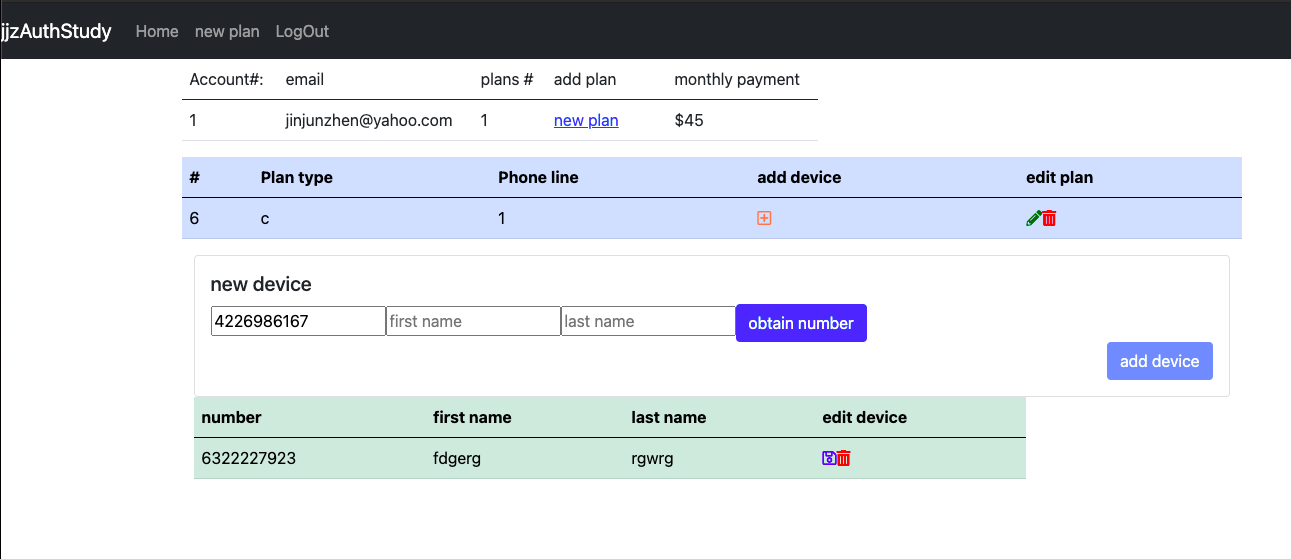 jjzAuthStudy Home new plan LogOut
Account#: email plans # add plan monthly payment
1 jinjunzhen@yahoo.com 1 new plan $45
# Plan type Phone line add device edit plan
6 c 1
new device
4226986167 first name last name obtain number
add device
number first name last name edit device
6322227923 fdgerg rgwrg